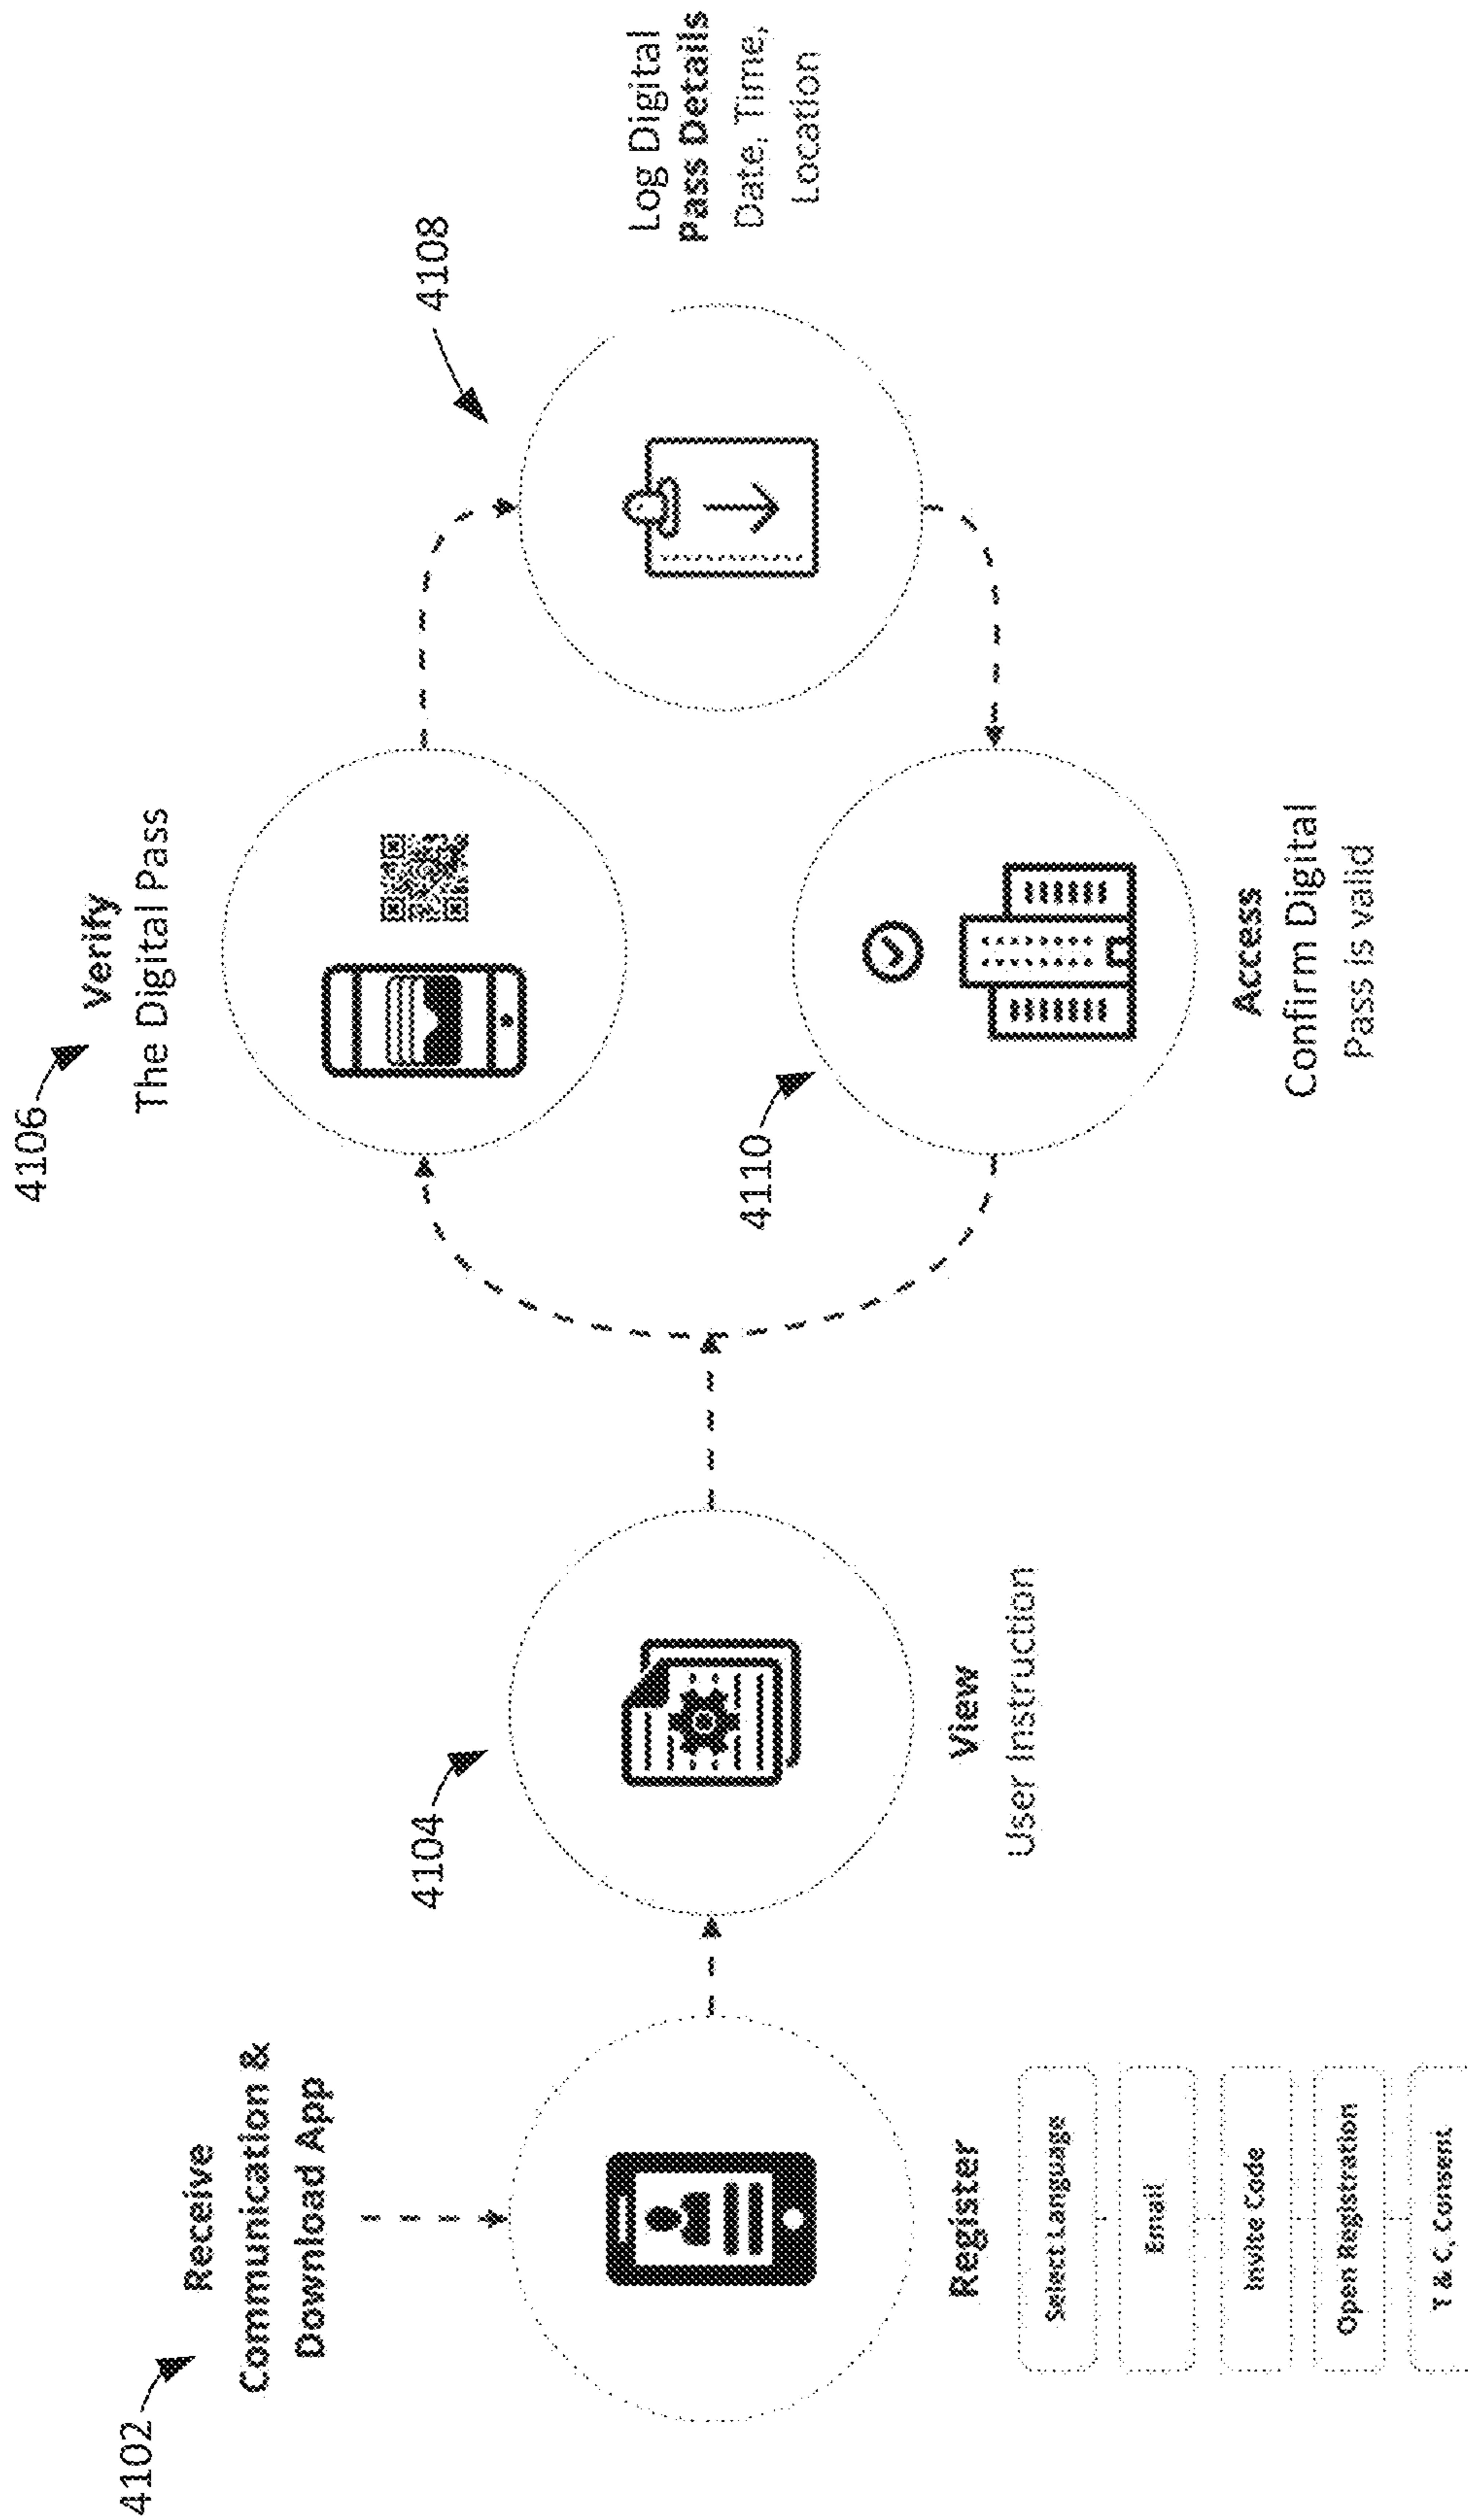 4102
Receive
Communication &
Download App
Register
Select Language
Email
Invite Code
Open Registration
T & C, Consent
4104
View
User Instruction
4106
Verify
The Digital Pass
4108
Log Digital
Pass Details
Date, Time,
Location
4110
Access
Confirm Digital
Pass is valid